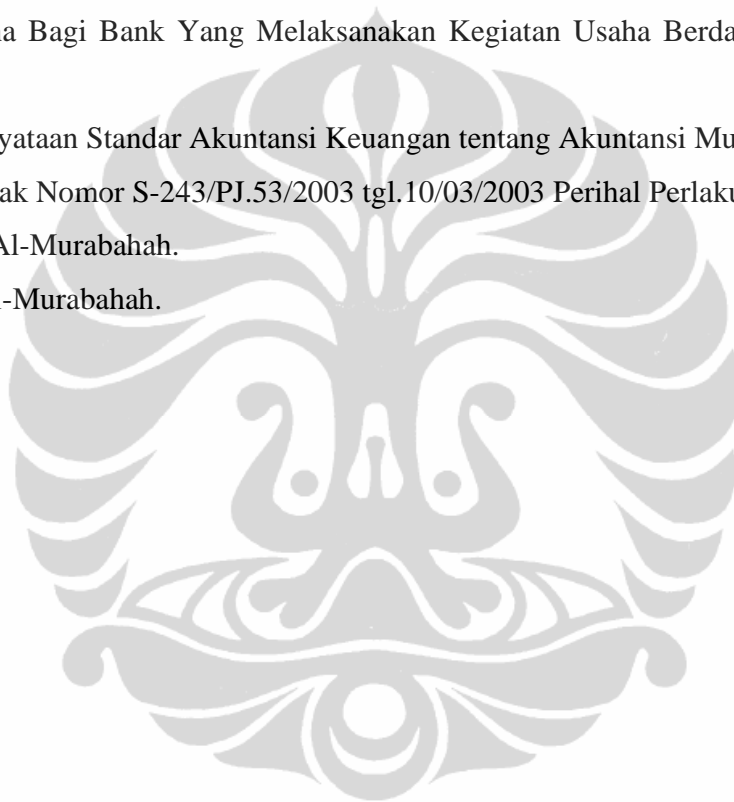 na Bagi Bank Yang Melaksanakan Kegiatan Usaha Berda
yataan Standar Akuntansi Keuangan tentang Akuntansi Mu
ak Nomor S-243/PJ.53/2003 tgl.10/03/2003 Perihal Perlaku
Al-Murabahah.
-Murabahah.